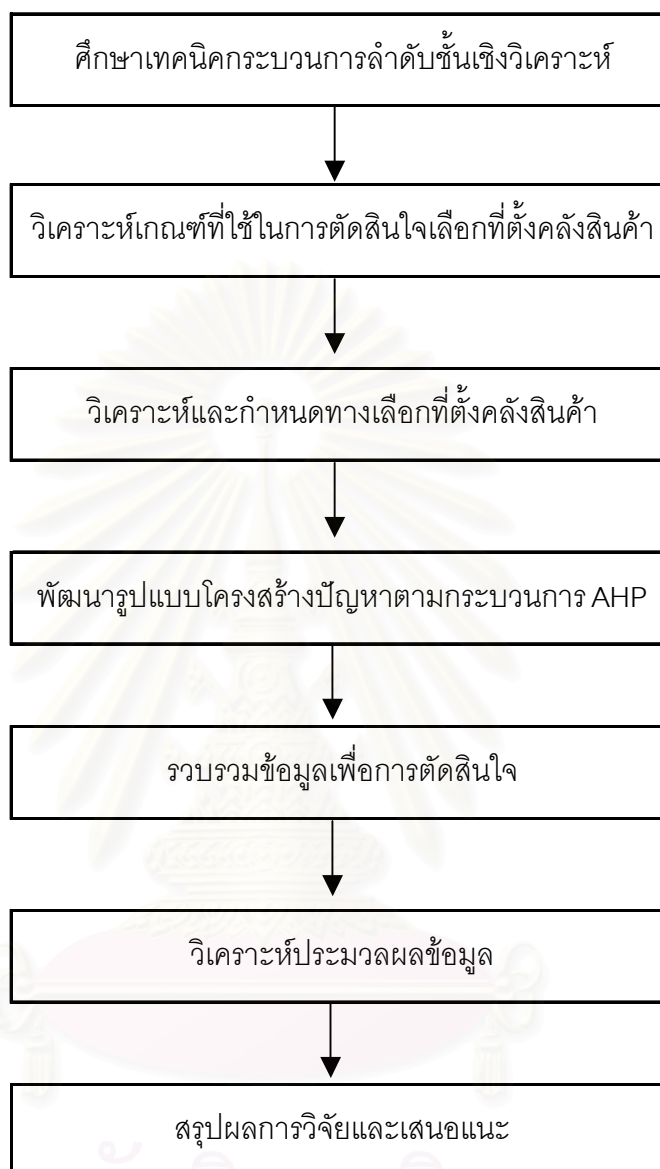 ศึกษาเทคนิคกระบวนการลำดับชั้นเชิงวิเคราะห์
วิเคราะห์เกณฑ์ที่ใช้ในการตัดสินใจเลือกที่ตั้งคลังสินค้า
วิเคราะห์และกำหนดทางเลือกที่ตั้งคลังสินค้า
พัฒนารูปแบบโครงสร้างปัญหาตามกระบวนการ AHP
รวบรวมข้อมูลเพื่อการตัดสินใจ
วิเคราะห์ประมวลผลข้อมูล
สรุปผลการวิจัยและเสนอแนะ